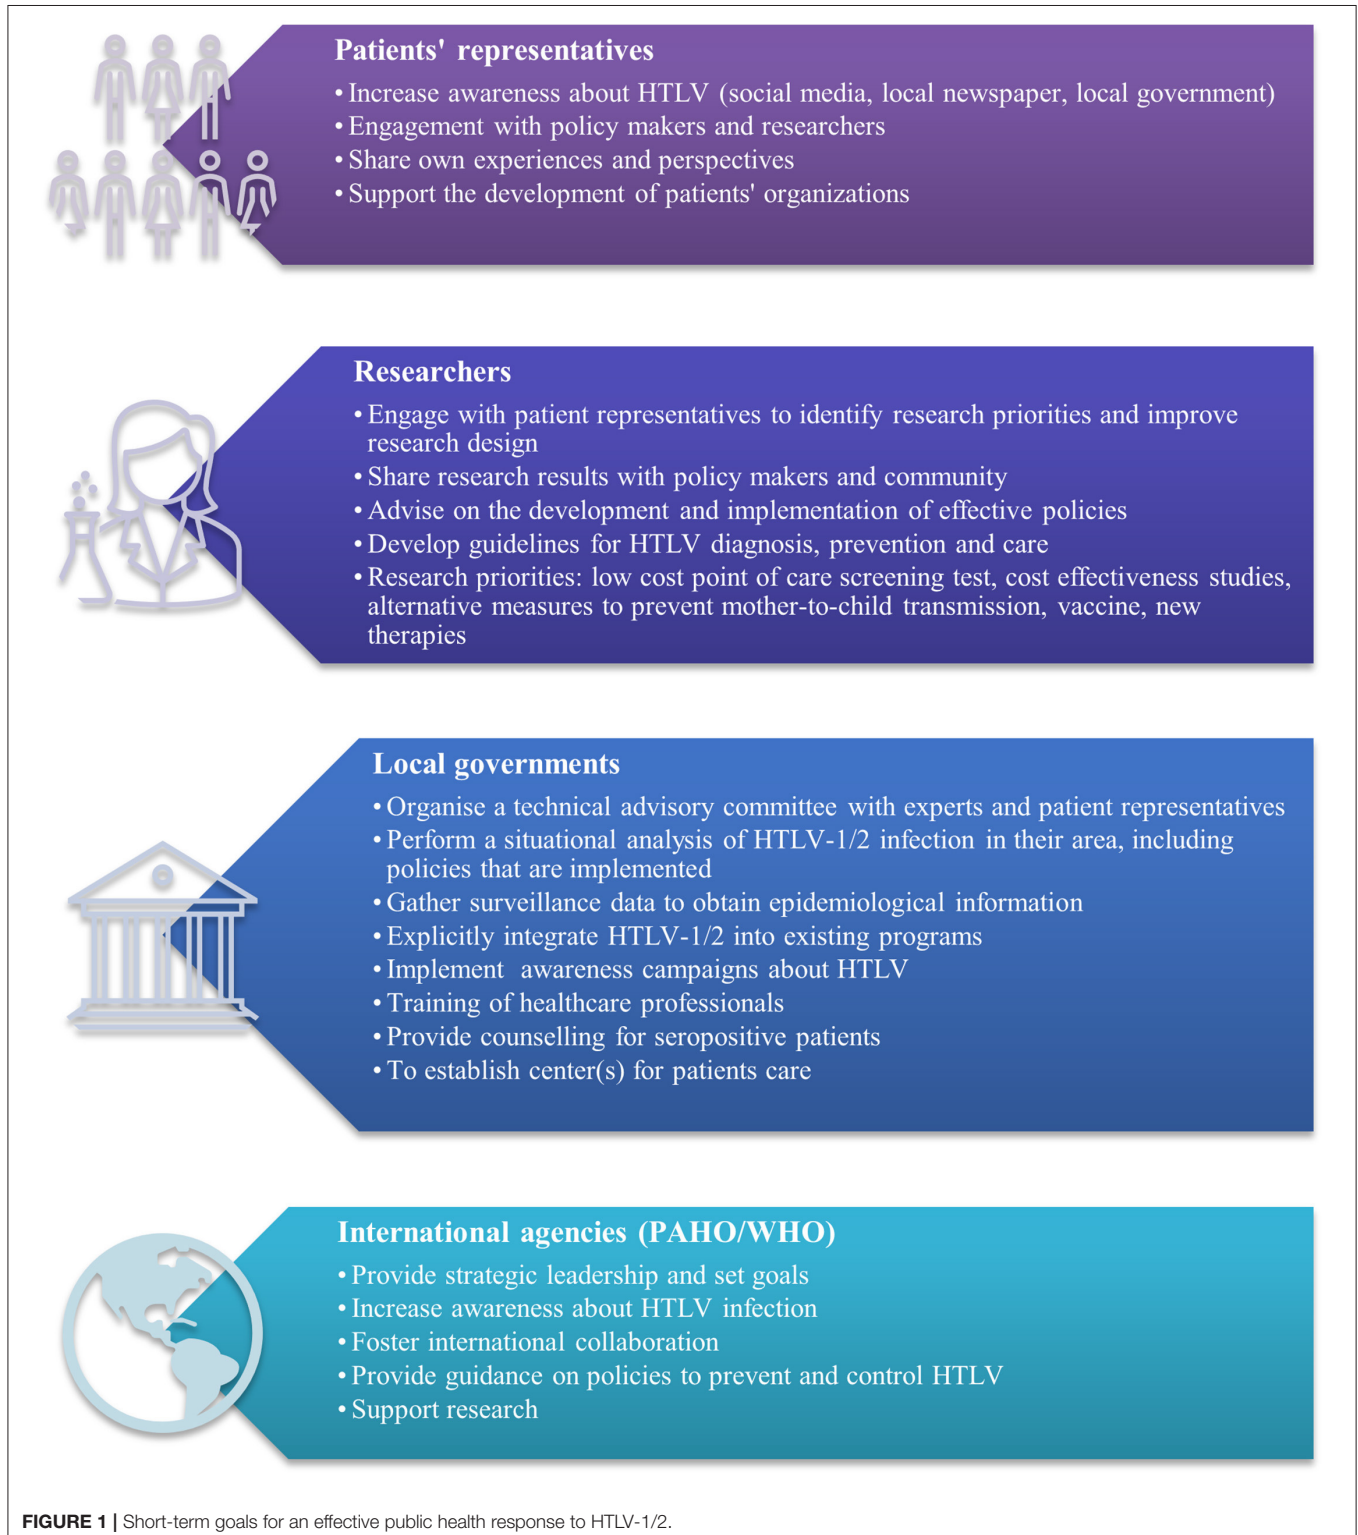 Patients' representatives
• Increase awareness about HTLV (social media, local newspaper, local government)
• Engagement with policy makers and researchers
• Share own experiences and perspectives
• Support the development of patients' organizations
Researchers
• Engage with patient representatives to identify research priorities and improve
research design
• Share research results with policy makers and community
• Advise on the development and implementation of effective policies
• Develop guidelines for HTLV diagnosis, prevention and care
• Research priorities: low cost point of care screening test, cost effectiveness studies,
alternative measures to prevent mother-to-child transmission, vaccine, new
therapies
Local governments
• Organise a technical advisory committee with experts and patient representatives
• Perform a situational analysis of HTLV-1/2 infection in their area, including
policies that are implemented
• Gather surveillance data to obtain epidemiological information
• Explicitly integrate HTLV-1/2 into existing programs
• Implement awareness campaigns about HTLV
• Training of healthcare professionals
• Provide counselling for seropositive patients
• To establish center(s) for patients care
International agencies (PAHO/WHO)
• Provide strategic leadership and set goals
• Increase awareness about HTLV infection
• Foster international collaboration
• Provide guidance on policies to prevent and control HTLV
• Support research
FIGURE 1 | Short-term goals for an effective public health response to HTLV-1/2.